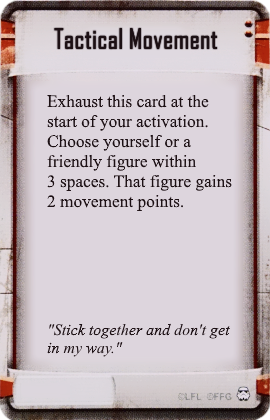 Tactical Movement
Exhaust this card at the
start of your activation.
Choose yourself or a
friendly figure within
3 spaces. That figure gains
2 movement points.
"Stick together and don't get
in my way."
©LFL ©FFG